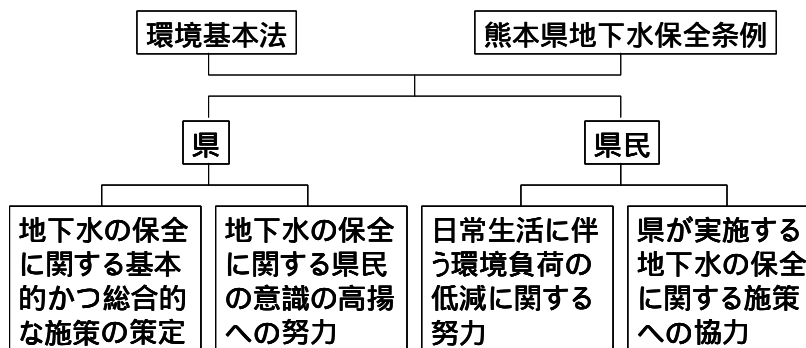 環境基本法
熊本県地下水保全条例
県
県民
地下水の保全
に関する基本
的かつ総合的
な施策の策定
地下水の保全
に関する県民
の意識の高揚
への努力
日常生活に伴
う環境負荷の
低減に関する
努力
県が実施する
地下水の保全
に関する施策
への協力